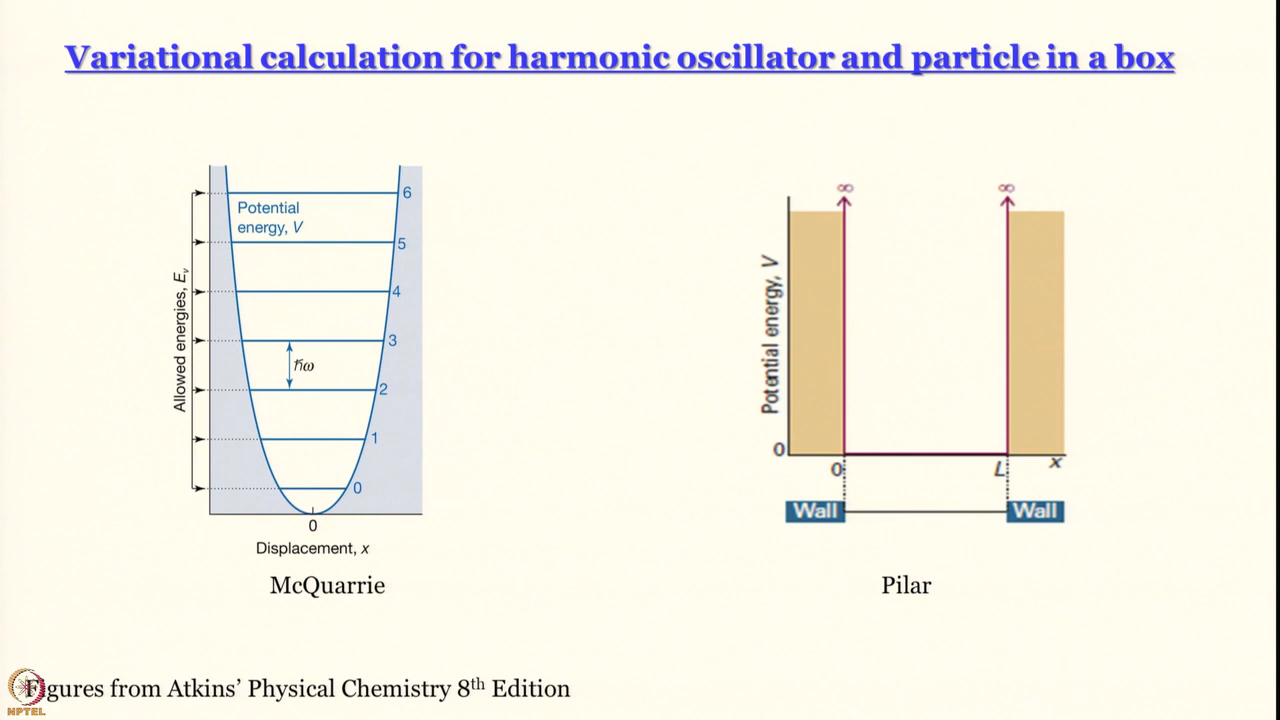 Variational calculation for harmonic oscillator and particle in a box
Allowed energies, Eᵥ
Potential
energy, V
6
5
4
3
ħω
2
1
0
0
Displacement, x
McQuarrie
Potential energy, V
∞ ∞
0
0 L x
Wall Wall
Pilar
Figures from Atkins’ Physical Chemistry 8th Edition
NPTEL